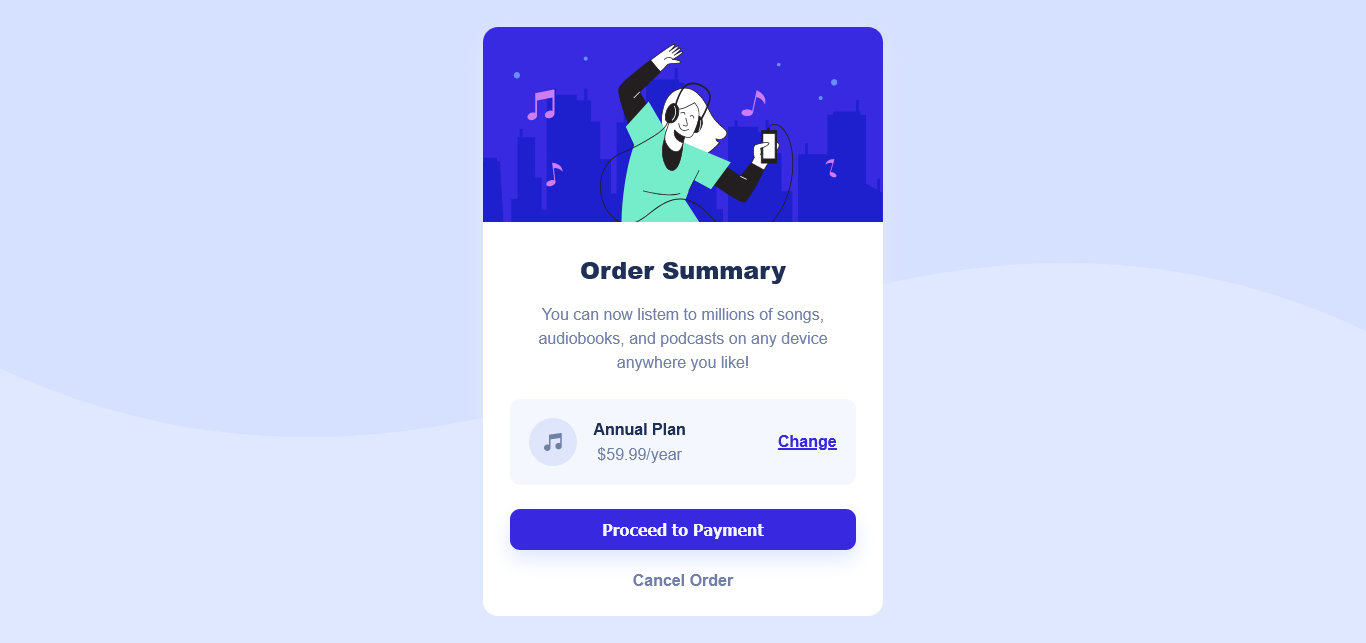 Order Summary
You can now listem to millions of songs,
audiobooks, and podcasts on any device
anywhere you like!
Annual Plan
$59.99/year
Change
Proceed to Payment
Cancel Order